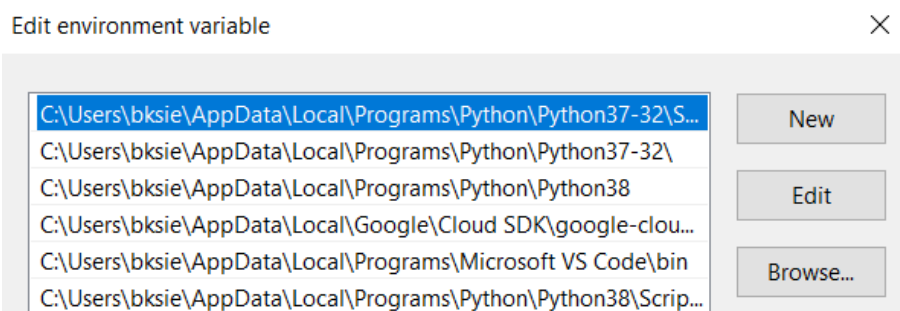 Edit environment variable
C:\Users\bksie\AppData\Local\Programs\Python\Python37-32\S...
New
C:\Users\bksie\AppData\Local\Programs\Python\Python37-32\
C:\Users\bksie\AppData\Local\Programs\Python\Python38
Edit
C:\Users\bksie\AppData\Local\Google\Cloud SDK\google-clou...
C:\Users\bksie\AppData\Local\Programs\Microsoft VS Code\bin
Browse...
C:\Users\bksie\AppData\Local\Programs\Python\Python38\Scrip...